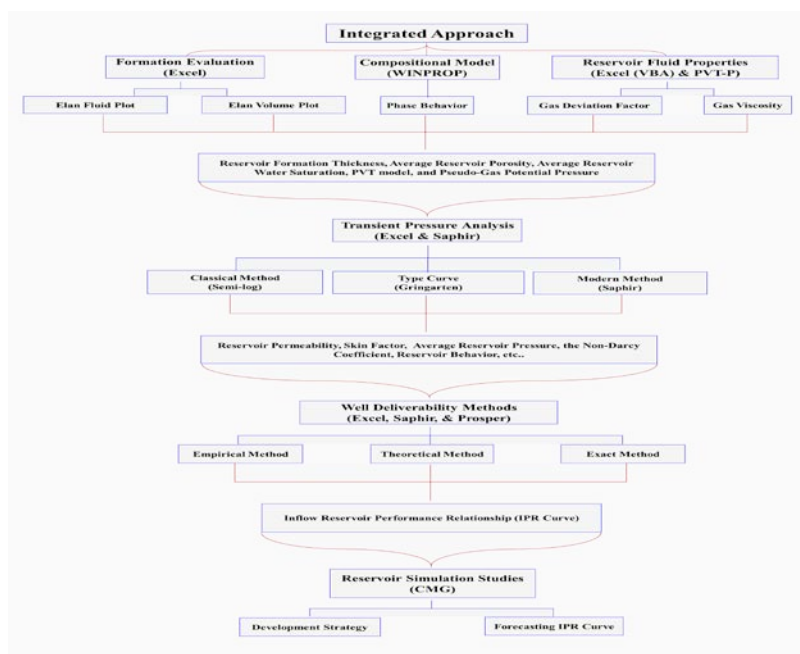 Integrated Approach
Formation Evaluation
(Excel)
Compositional Model
(WINPROP)
Reservoir Fluid Properties
(Excel (VBA) & PVT-P)
Elan Fluid Plot
Elan Volume Plot
Phase Behavior
Gas Deviation Factor
Gas Viscosity
Reservoir Formation Thickness, Average Reservoir Porosity, Average Reservoir
Water Saturation, PVT model, and Pseudo-Gas Potential Pressure
Transient Pressure Analysis
(Excel & Saphir)
Classical Method
(Semi-log)
Type Curve
(Gringarten)
Modern Method
(Saphir)
Reservoir Permeability, Skin Factor, Average Reservoir Pressure, the Non-Darcy
Coefficient, Reservoir Behavior, etc..
Well Deliverability Methods
(Excel, Saphir, & Prosper)
Empirical Method
Theoretical Method
Exact Method
Inflow Reservoir Performance Relationship (IPR Curve)
Reservoir Simulation Studies
(CMG)
Development Strategy
Forecasting IPR Curve